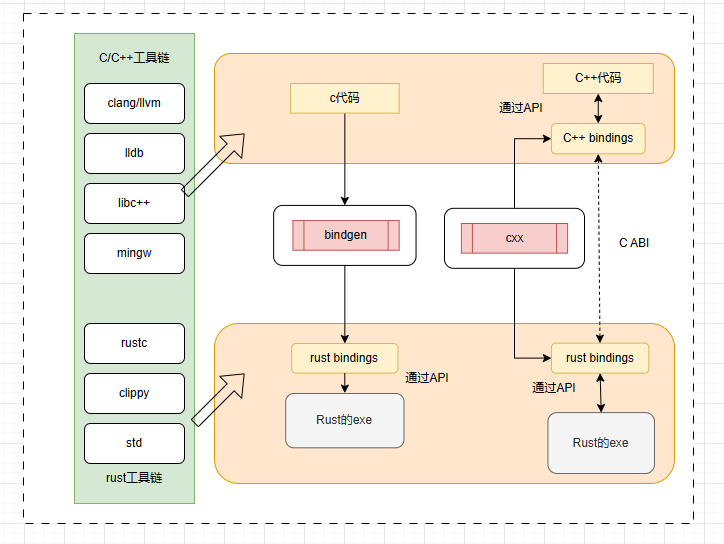 C/C++工具链
clang/llvm
lldb
libc++
mingw
rustc
clippy
std
rust工具链
c代码
C++代码
通过API
C++ bindings
bindgen
cxx
C ABI
rust bindings
通过API
Rust的exe
rust bindings
通过API
Rust的exe